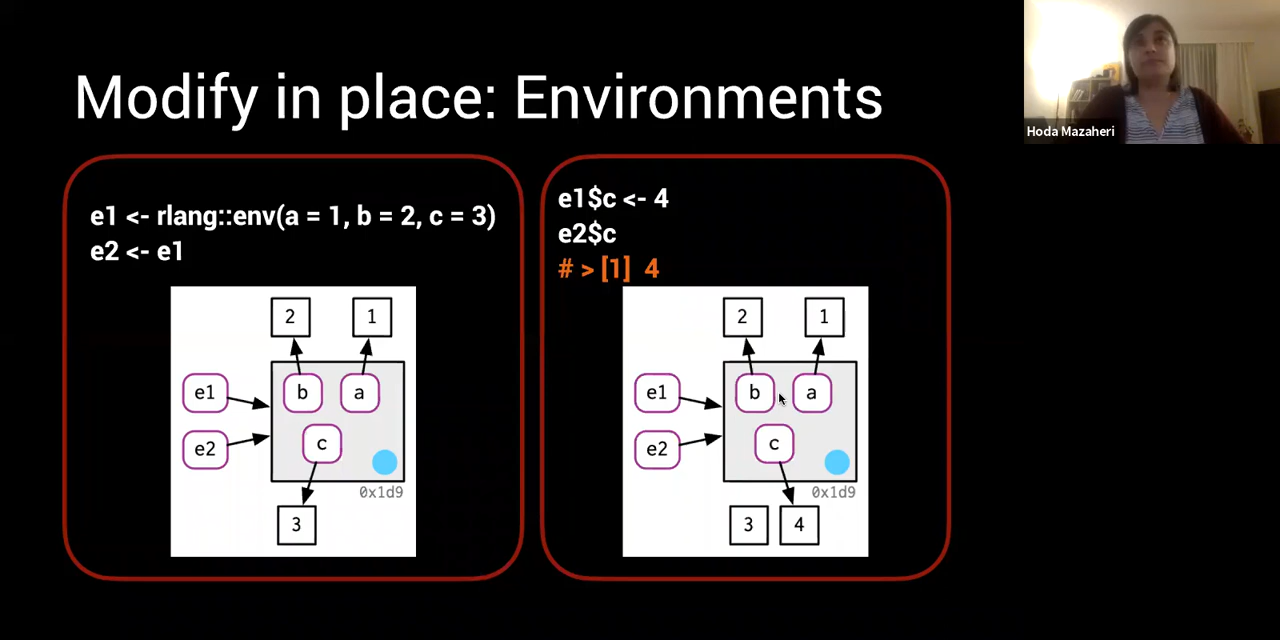 Modify in place: Environments
Hoda Mazaheri
e1 <- rlang::env(a = 1, b = 2, c = 3)
e2 <- e1
2 1
e1 b a
e2 c
0x1d9
3
e1$c <- 4
e2$c
# > [1] 4
2 1
e1 b a
e2 c
0x1d9
3 4